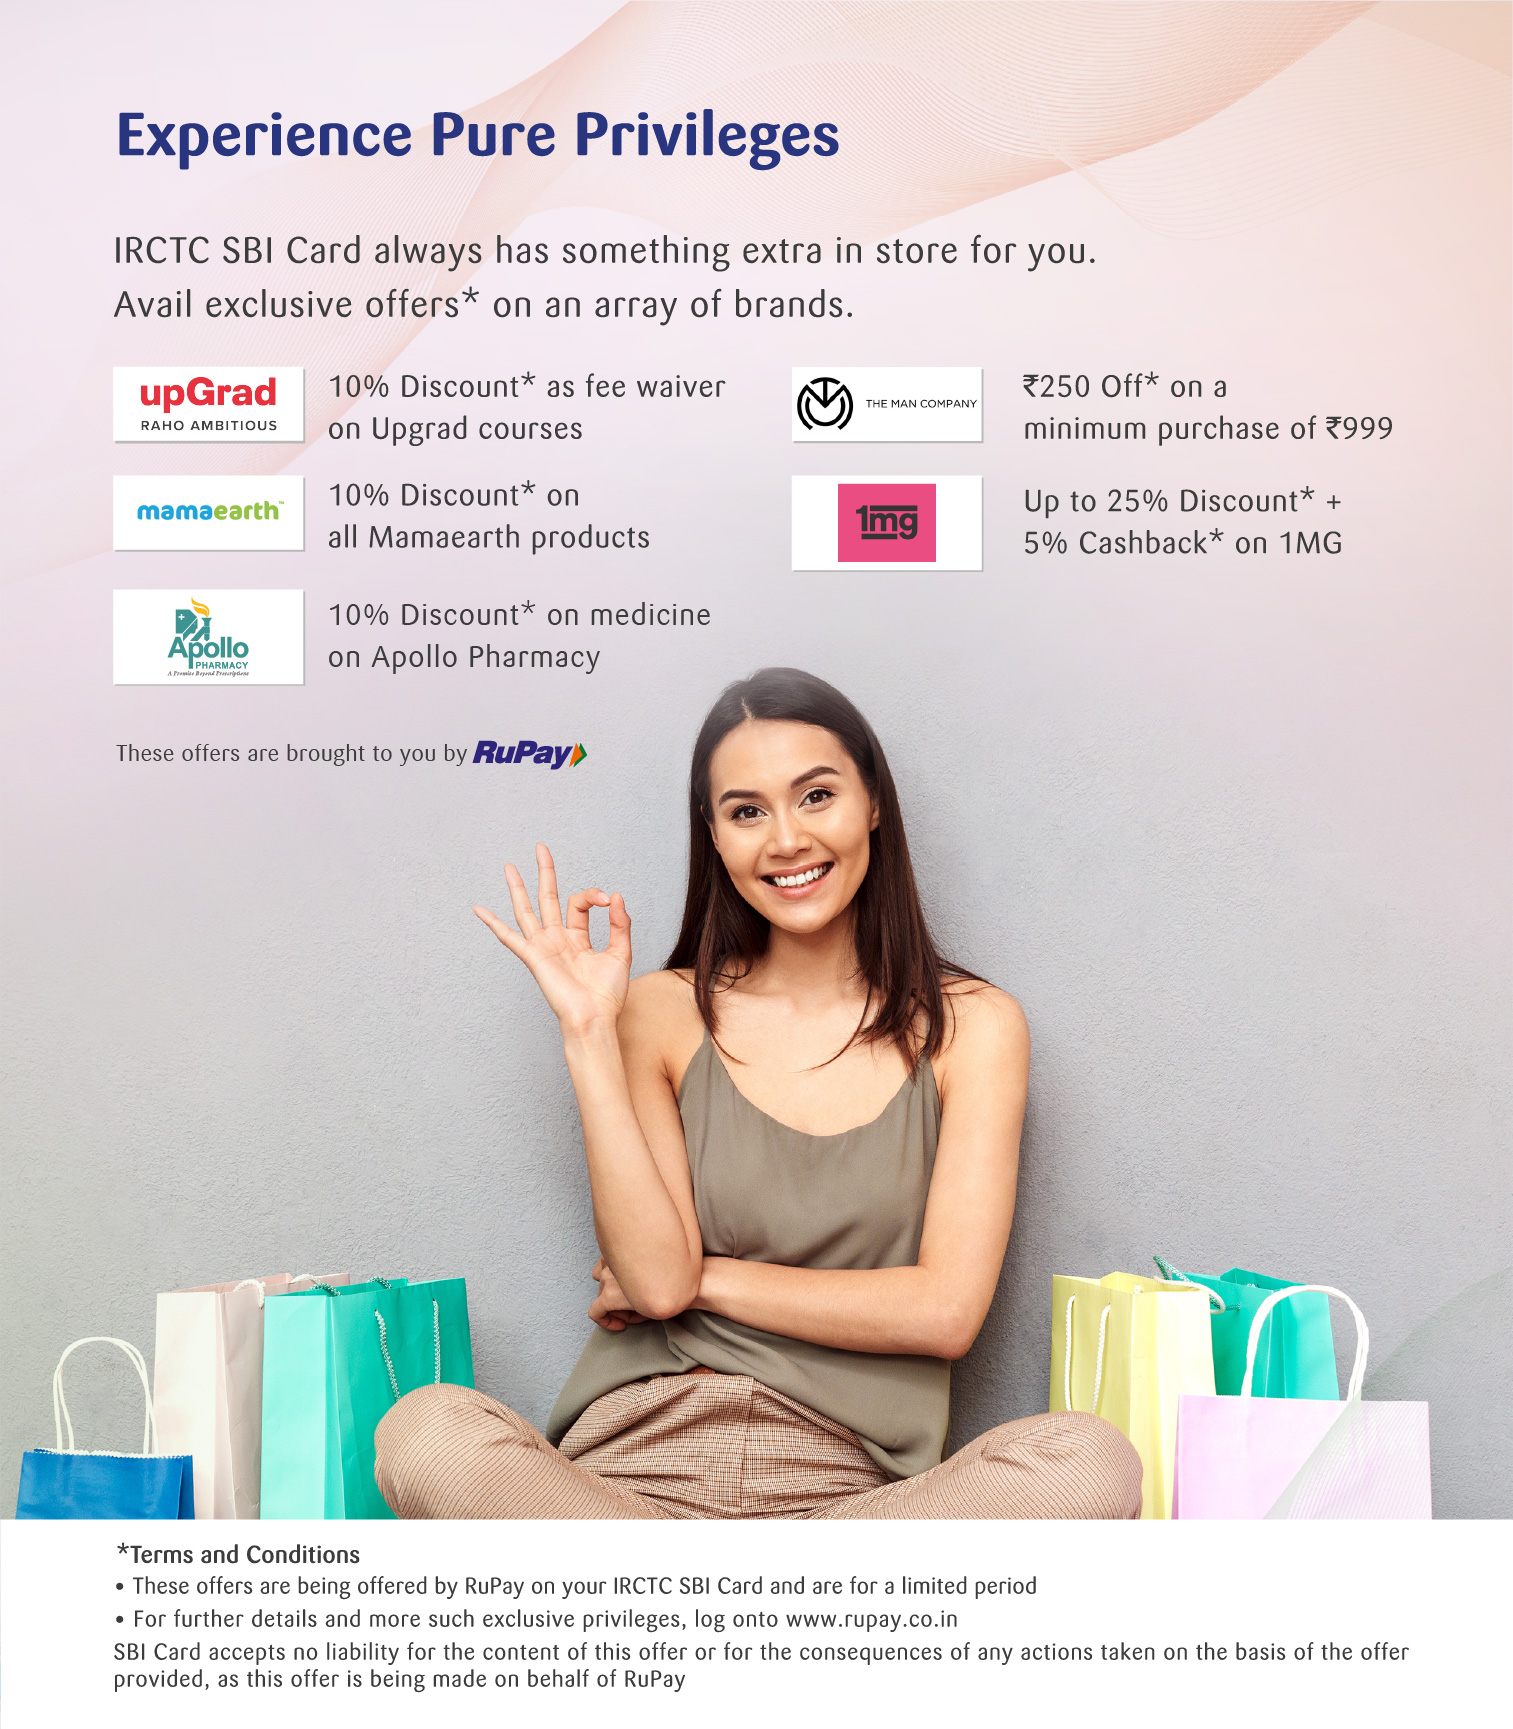 Experience Pure Privileges
IRCTC SBI Card always has something extra in store for you.
Avail exclusive offers* on an array of brands.
upGrad
RAHO AMBITIOUS
10% Discount* as fee waiver
on Upgrad courses
THE MAN COMPANY
₹250 Off* on a
minimum purchase of ₹999
mamaearth™
10% Discount* on
all Mamaearth products
1mg
Up to 25% Discount* +
5% Cashback* on 1MG
Apollo
PHARMACY
A Promise Beyond Prescriptions
10% Discount* on medicine
on Apollo Pharmacy
These offers are brought to you by RuPay
*Terms and Conditions
• These offers are being offered by RuPay on your IRCTC SBI Card and are for a limited period
• For further details and more such exclusive privileges, log onto www.rupay.co.in
SBI Card accepts no liability for the content of this offer or for the consequences of any actions taken on the basis of the offer
provided, as this offer is being made on behalf of RuPay